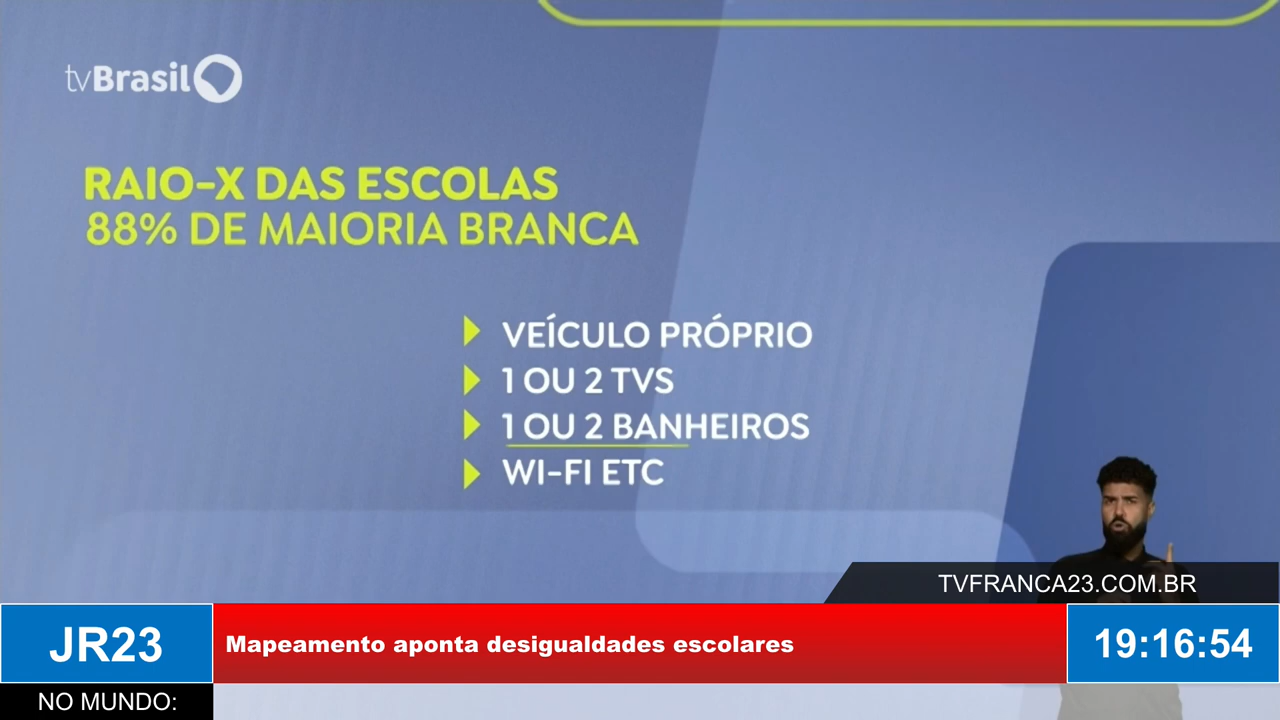 tvBrasil
RAIO-X DAS ESCOLAS
88% DE MAIORIA BRANCA
VEÍCULO PRÓPRIO
1 OU 2 TVS
1 OU 2 BANHEIROS
WI-FI ETC
TVFRANCA23.COM.BR
JR23
Mapeamento aponta desigualdades escolares
19:16:54
NO MUNDO: